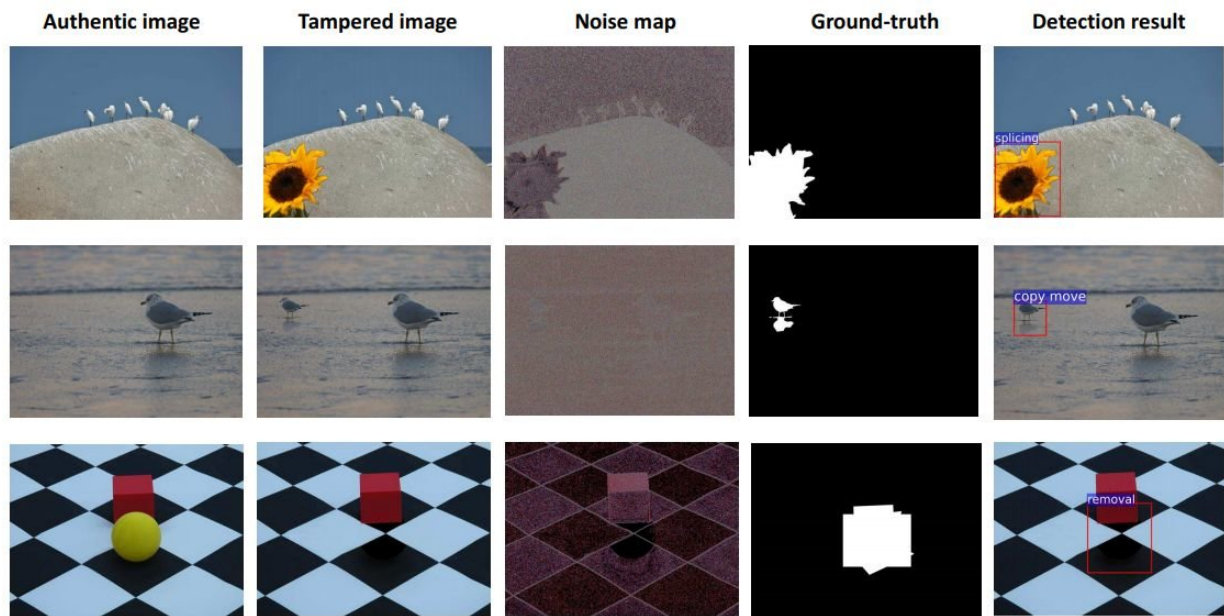 Authentic image Tampered image Noise map Ground-truth Detection result
splicing
copy move
removal